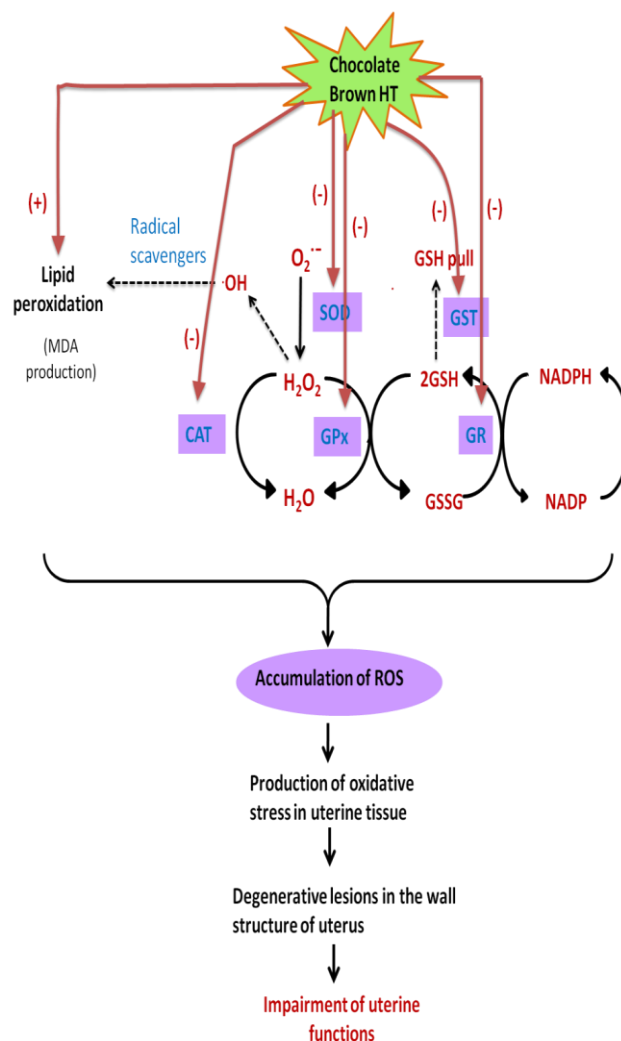 Chocolate
Brown HT
(+)
(-)
(-)
(-)
(-)
(-)
Radical
scavengers
O₂·-
GSH pull
Lipid
peroxidation
OH
(MDA
production)
SOD
GST
H₂O₂
2GSH
NADPH
CAT
GPx
GR
H₂O
GSSG
NADP
Accumulation of ROS
Production of oxidative
stress in uterine tissue
Degenerative lesions in the wall
structure of uterus
Impairment of uterine
functions